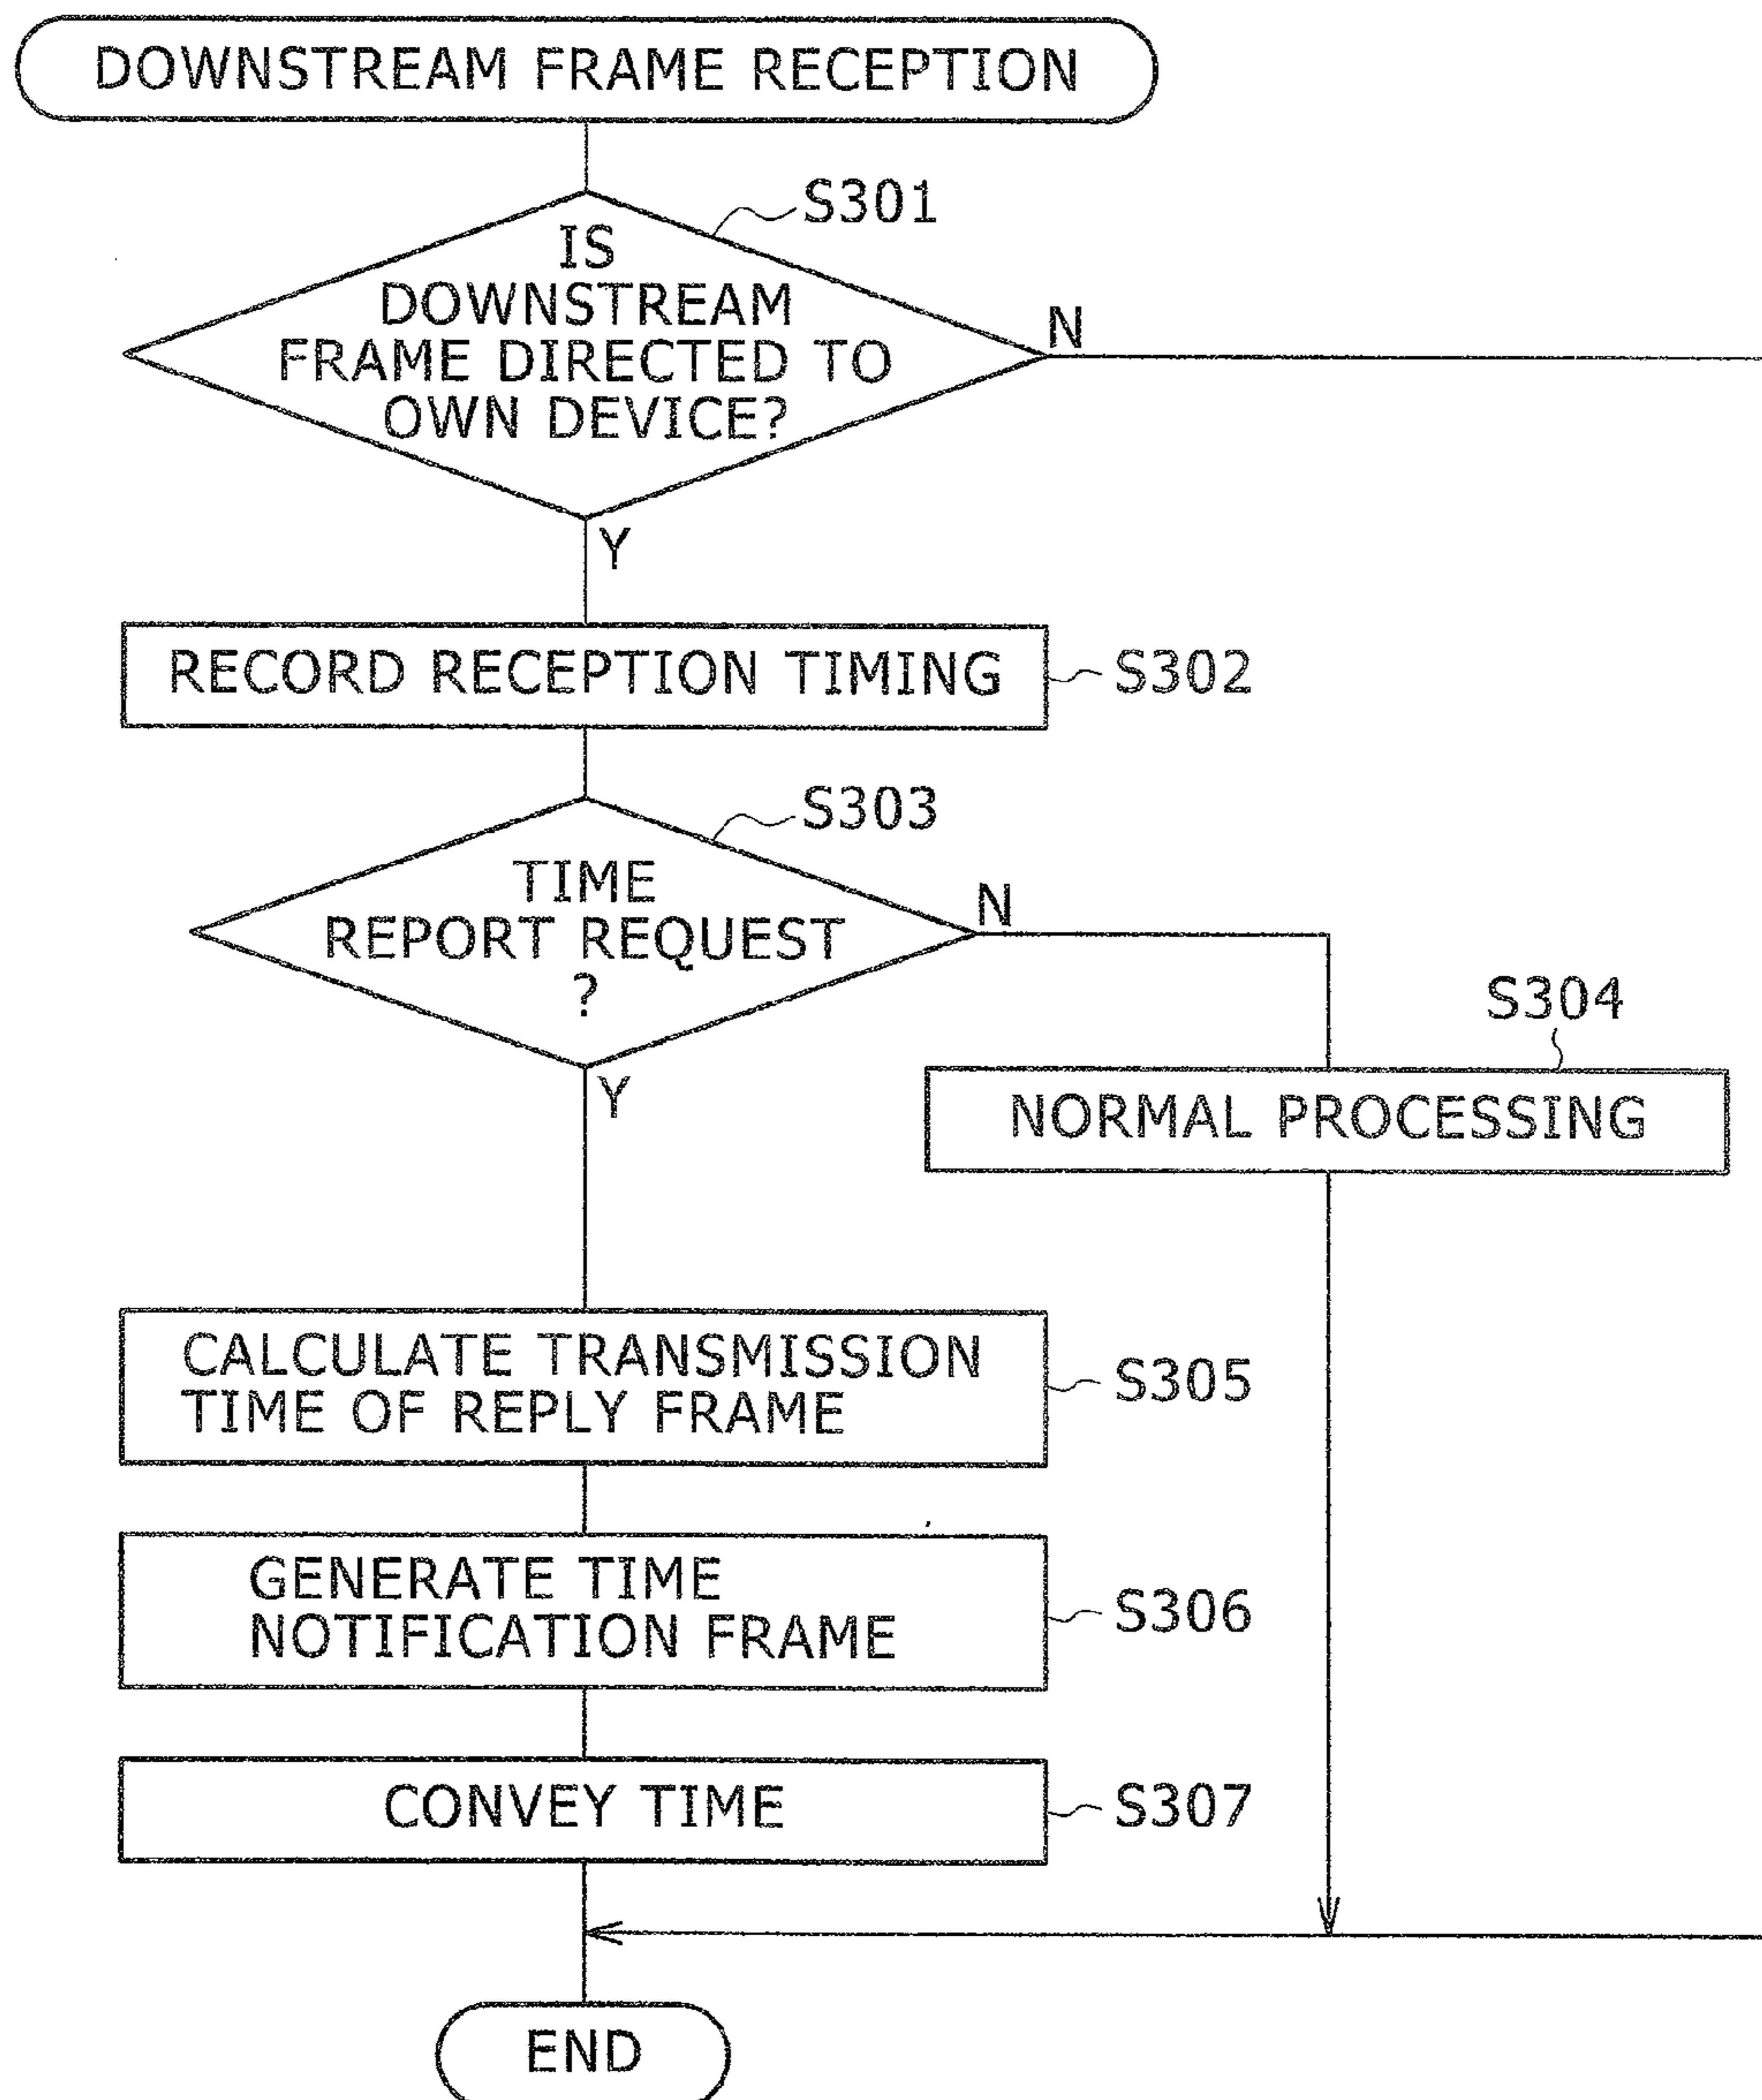 DOWNSTREAM FRAME RECEPTION
S301
IS
DOWNSTREAM
FRAME DIRECTED TO
OWN DEVICE?
N
Y
RECORD RECEPTION TIMING
S302
S303
TIME
REPORT REQUEST
?
N
Y
S304
NORMAL PROCESSING
CALCULATE TRANSMISSION
TIME OF REPLY FRAME
S305
GENERATE TIME
NOTIFICATION FRAME
S306
CONVEY TIME
S307
END